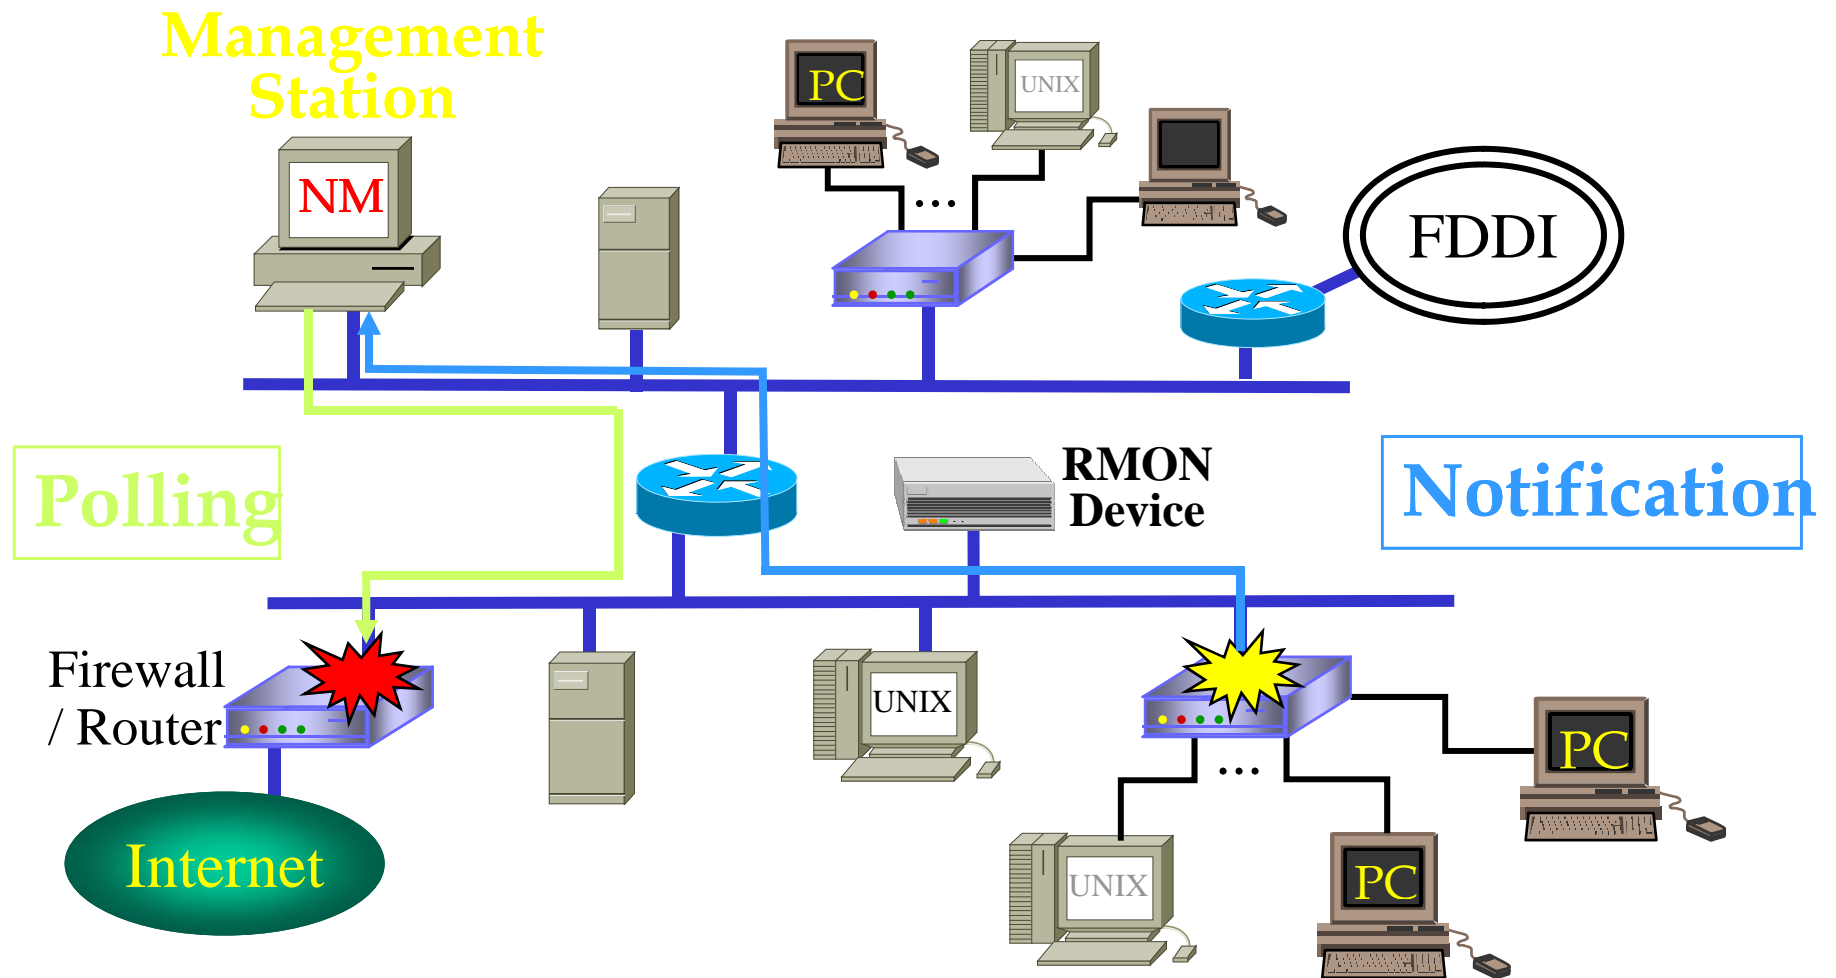 Management
Station
PC
UNIX
NM
...
FDDI
Polling
RMON
Device
Notification
Firewall
/ Router
UNIX
PC
...
Internet
UNIX
PC